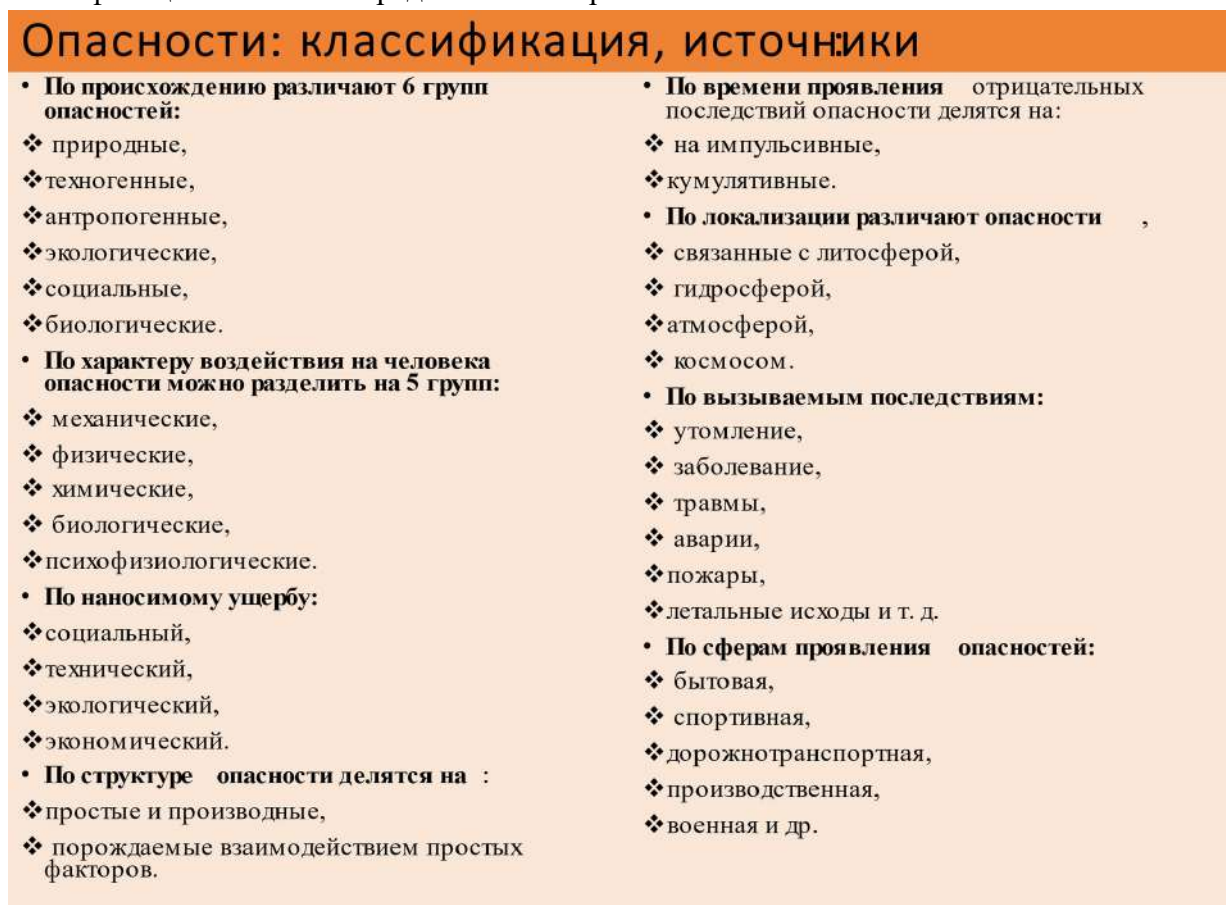 Опасности: классификация, источн:ики
• По происхождению различают 6 групп
опасностей:
❖ природные,
❖техногенные,
❖антропогенные,
❖экологические,
❖социальные,
❖биологические.
• По характеру воздействия на человека
опасности можно разделить на 5 групп:
❖ механические,
❖ физические,
❖ химические,
❖ биологические,
❖психофизиологические.
• По наносимому ущербу:
❖социальный,
❖технический,
❖экологический,
❖экономический.
• По структуре опасности делятся на :
❖простые и производные,
❖ порождаемые взаимодействием простых
факторов.
• По времени проявления отрицательных
последствий опасности делятся на:
❖ на импульсивные,
❖кумулятивные.
• По локализации различают опасности ,
❖ связанные с литосферой,
❖ гидросферой,
❖атмосферой,
❖ космосом.
• По вызываемым последствиям:
❖ утомление,
❖ заболевание,
❖ травмы,
❖ аварии,
❖пожары,
❖летальные исходы и т. д.
• По сферам проявления опасностей:
❖ бытовая,
❖ спортивная,
❖дорожнотранспортная,
❖производственная,
❖военная и др.